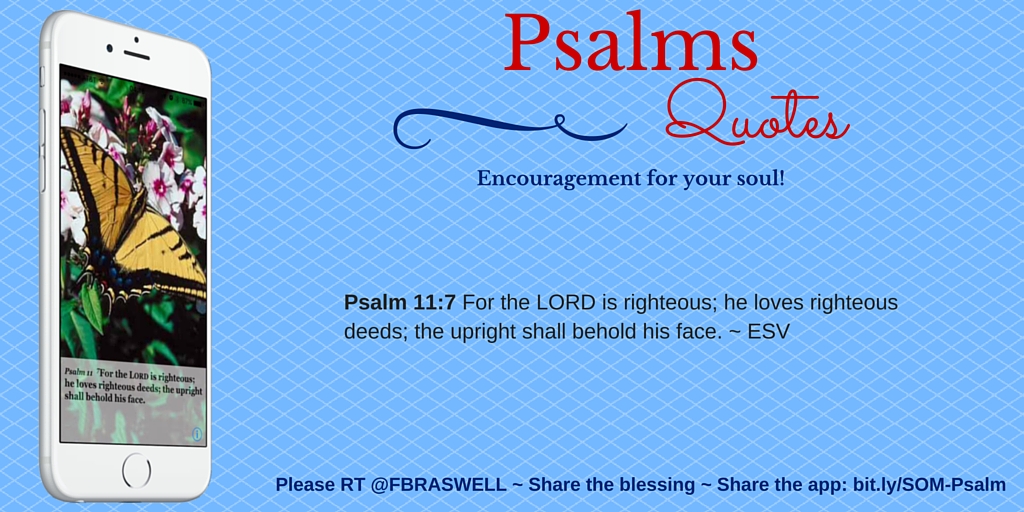 Psalms
Quotes
Encouragement for your soul!
Psalm 11:7 For the LORD is righteous; he loves righteous
deeds; the upright shall behold his face. ~ ESV
Psalm 11 7For the LORD is righteous;
he loves righteous deeds; the upright
shall behold his face.
Please RT @FBRASWELL ~ Share the blessing ~ Share the app: bit.ly/SOM-Psalm